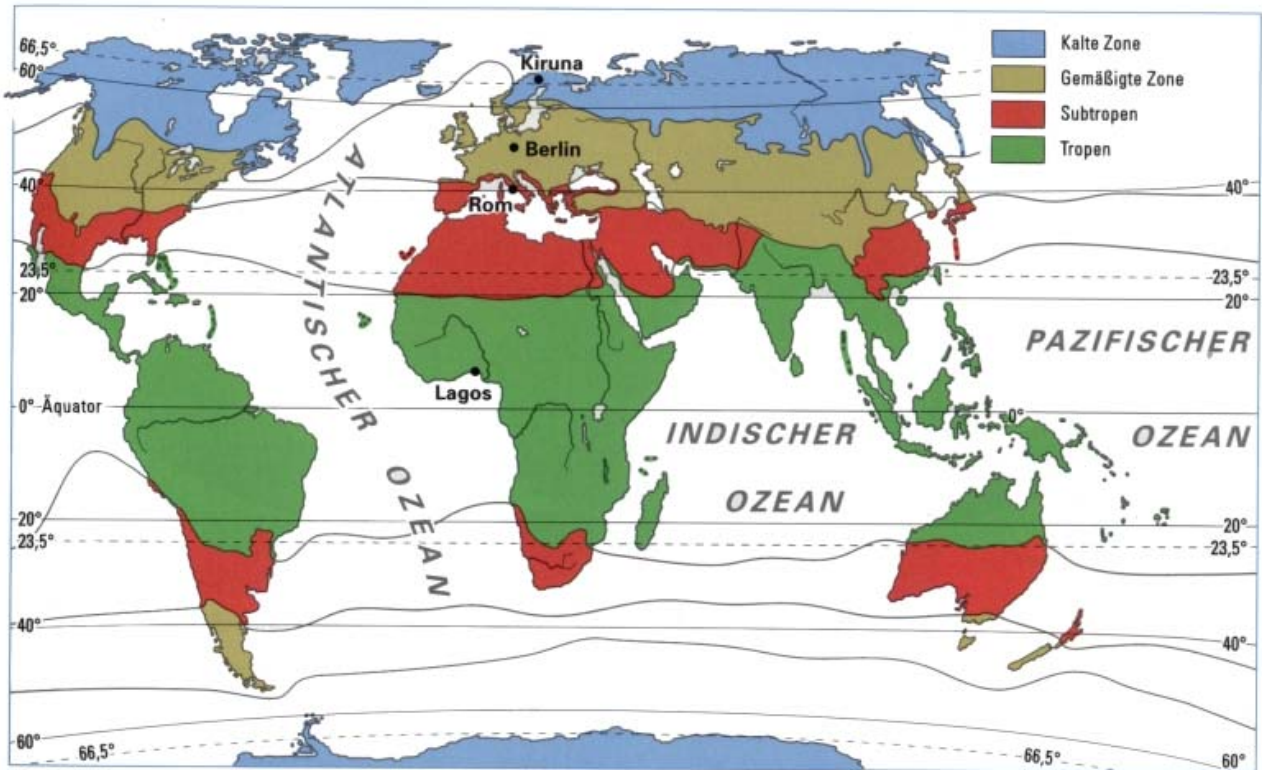 Kalte Zone
Gemäßigte Zone
Subtropen
Tropen
66,5°
60°
Kiruna
Berlin
Rom
40°
40°
ATLANTISCHER
OZEAN
23,5°
23,5°
20°
20°
PAZIFISCHER
OZEAN
Lagos
0° Äquator
0°
INDISCHER
OZEAN
20°
20°
23,5°
23,5°
40°
40°
60°
66,5°
66,5°
60°